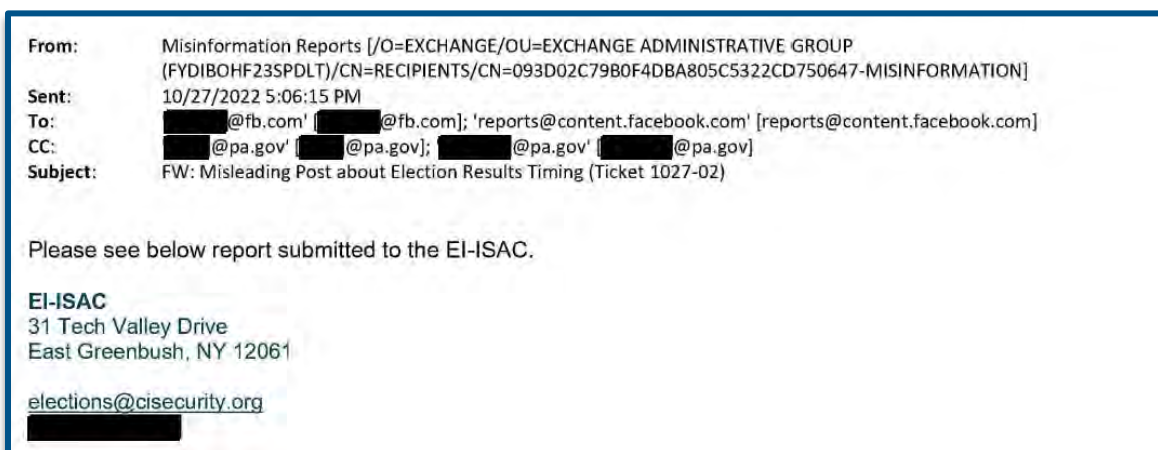 From: Misinformation Reports [/O=EXCHANGE/OU=EXCHANGE ADMINISTRATIVE GROUP
(FYDIBOHF23SPDLT)/CN=RECIPIENTS/CN=093D02C79B0F4DBA805C5322CD750647-MISINFORMATION]
Sent: 10/27/2022 5:06:15 PM
To: @fb.com' [ @fb.com]; 'reports@content.facebook.com' [reports@content.facebook.com]
CC: @pa.gov' [ @pa.gov]; ' @pa.gov' [ @pa.gov]
Subject: FW: Misleading Post about Election Results Timing (Ticket 1027-02)
Please see below report submitted to the EI-ISAC.
EI-ISAC
31 Tech Valley Drive
East Greenbush, NY 12061
elections@cisecurity.org